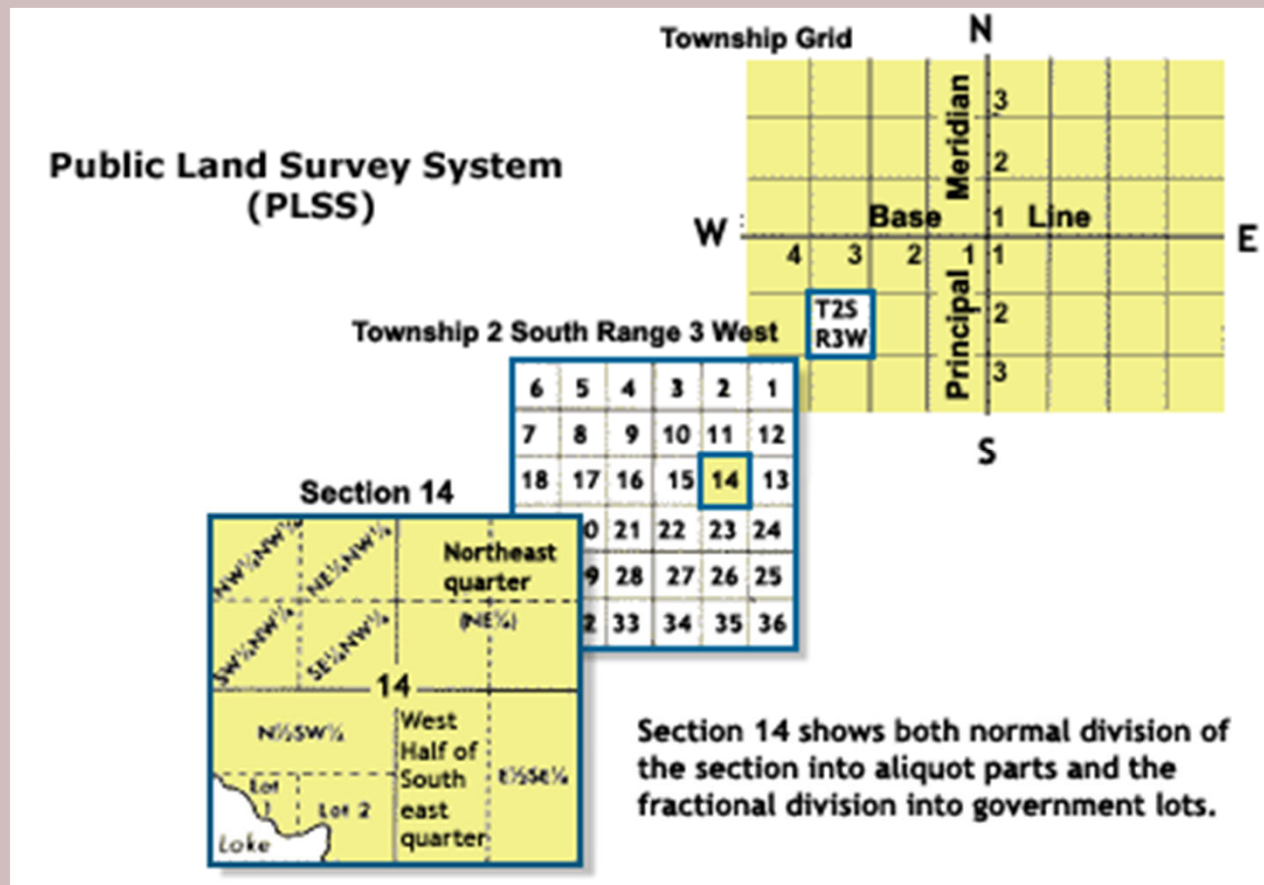 Township Grid
N
Public Land Survey System
(PLSS)
Meridian
3
2
1
Base Line
W
E
4 3 2 1 1
Principal
2
3
T2S
R3W
S
Township 2 South Range 3 West
6 5 4 3 2 1
7 8 9 10 11 12
18 17 16 15 14 13
0 21 22 23 24
9 28 27 26 25
2 33 34 35 36
Section 14
NW¼NW¼
NE¼NW¼
Northeast
quarter
(NE¼)
SW¼NW¼
SE¼NW¼
14
N½SW¼
West
Half of
South
east
quarter
E½SE¼
Lot
1
Lot 2
Lake
Section 14 shows both normal division of
the section into aliquot parts and the
fractional division into government lots.